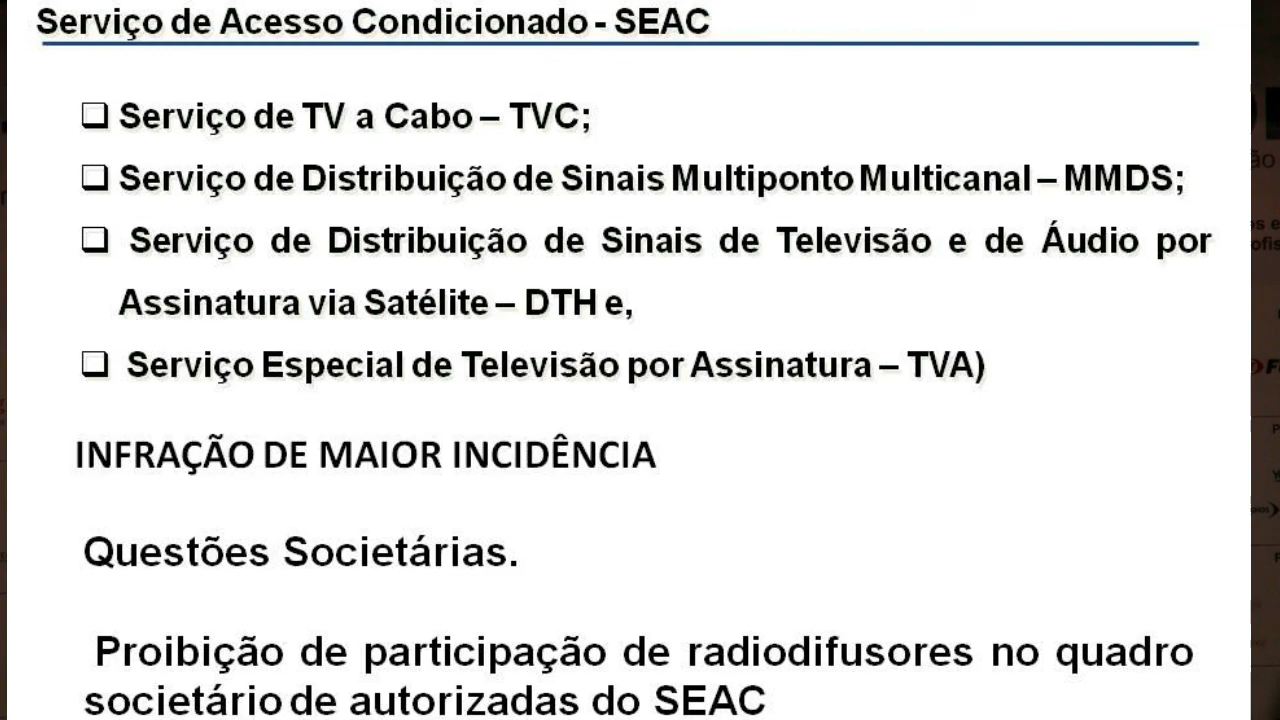 Serviço de Acesso Condicionado - SEAC
❑ Serviço de TV a Cabo – TVC;
❑ Serviço de Distribuição de Sinais Multiponto Multicanal – MMDS;
❑ Serviço de Distribuição de Sinais de Televisão e de Áudio por
Assinatura via Satélite – DTH e,
❑ Serviço Especial de Televisão por Assinatura – TVA)
INFRAÇÃO DE MAIOR INCIDÊNCIA
Questões Societárias.
Proibição de participação de radiodifusores no quadro
societário de autorizadas do SEAC